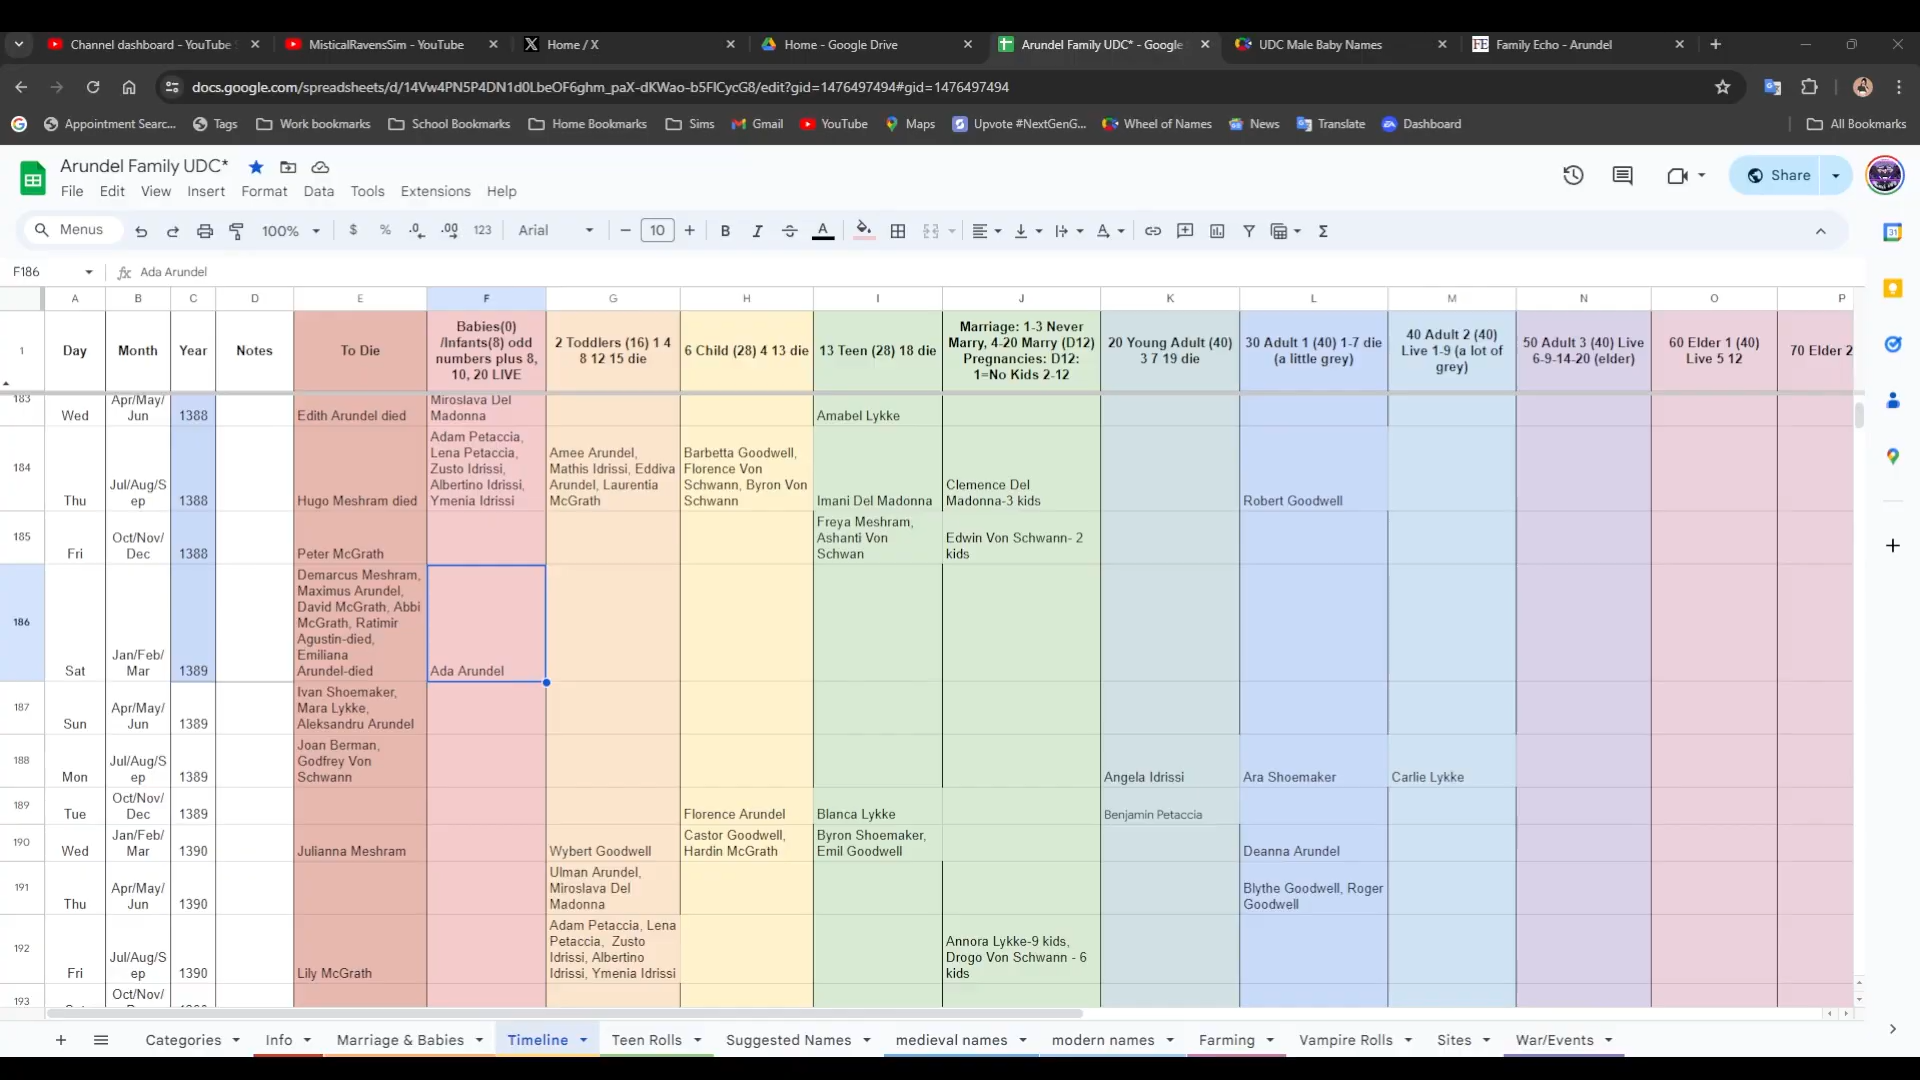 Channel dashboard - YouTube
MisticalRavensSim - YouTube
Home / X
Home - Google Drive
Arundel Family UDC* - Google
UDC Male Baby Names
Family Echo - Arundel
docs.google.com/spreadsheets/d/14Vw4PN5P4DN1d0LbeOF6ghm_paX-dKWao-b5FlCycG8/edit?gid=1476497494#gid=1476497494
Appointment Searc...
Tags
Work bookmarks
School Bookmarks
Home Bookmarks
Sims
Gmail
YouTube
Maps
Upvote #NextGenG...
Wheel of Names
News
Translate
Dashboard
All Bookmarks
Arundel Family UDC*
File Edit View Insert Format Data Tools Extensions Help
Share
Menus
100%
$ % .0 .00 123
Arial
10
F186
Ada Arundel
A B C D E F G H I J K L M N O P
1
Day
Month
Year
Notes
To Die
Babies(0)
/Infants(8) odd
numbers plus 8,
10, 20 LIVE
2 Toddlers (16) 1 4
8 12 15 die
6 Child (28) 4 13 die
13 Teen (28) 18 die
Marriage: 1-3 Never
Marry, 4-20 Marry (D12)
Pregnancies: D12:
1=No Kids 2-12
20 Young Adult (40)
3 7 19 die
30 Adult 1 (40) 1-7 die
(a little grey)
40 Adult 2 (40)
Live 1-9 (a lot of
grey)
50 Adult 3 (40) Live
6-9-14-20 (elder)
60 Elder 1 (40)
Live 5 12
70 Elder 2
183
Wed
Apr/May/
Jun
1388
Edith Arundel died
Miroslava Del
Madonna
Amabel Lykke
184
Thu
Jul/Aug/S
ep
1388
Hugo Meshram died
Adam Petaccia,
Lena Petaccia,
Zusto Idrissi,
Albertino Idrissi,
Ymenia Idrissi
Amee Arundel,
Mathis Idrissi, Eddiva
Arundel, Laurentia
McGrath
Barbetta Goodwell,
Florence Von
Schwann, Byron Von
Schwann
Imani Del Madonna
Clemence Del
Madonna-3 kids
Robert Goodwell
185
Fri
Oct/Nov/
Dec
1388
Peter McGrath
Freya Meshram,
Ashanti Von
Schwan
Edwin Von Schwann- 2
kids
186
Sat
Jan/Feb/
Mar
1389
Demarcus Meshram,
Maximus Arundel,
David McGrath, Abbi
McGrath, Ratimir
Agustin-died,
Emiliana
Arundel-died
Ada Arundel
187
Sun
Apr/May/
Jun
1389
Ivan Shoemaker,
Mara Lykke,
Aleksandru Arundel
188
Mon
Jul/Aug/S
ep
1389
Joan Berman,
Godfrey Von
Schwann
Angela Idrissi
Ara Shoemaker
Carlie Lykke
189
Tue
Oct/Nov/
Dec
1389
Florence Arundel
Blanca Lykke
Benjamin Petaccia
190
Wed
Jan/Feb/
Mar
1390
Julianna Meshram
Wybert Goodwell
Castor Goodwell,
Hardin McGrath
Byron Shoemaker,
Emil Goodwell
Deanna Arundel
191
Thu
Apr/May/
Jun
1390
Ulman Arundel,
Miroslava Del
Madonna
Blythe Goodwell, Roger
Goodwell
192
Fri
Jul/Aug/S
ep
1390
Lily McGrath
Adam Petaccia, Lena
Petaccia, Zusto
Idrissi, Albertino
Idrissi, Ymenia Idrissi
Annora Lykke-9 kids,
Drogo Von Schwann - 6
kids
193
Oct/Nov/
Categories
Info
Marriage & Babies
Timeline
Teen Rolls
Suggested Names
medieval names
modern names
Farming
Vampire Rolls
Sites
War/Events